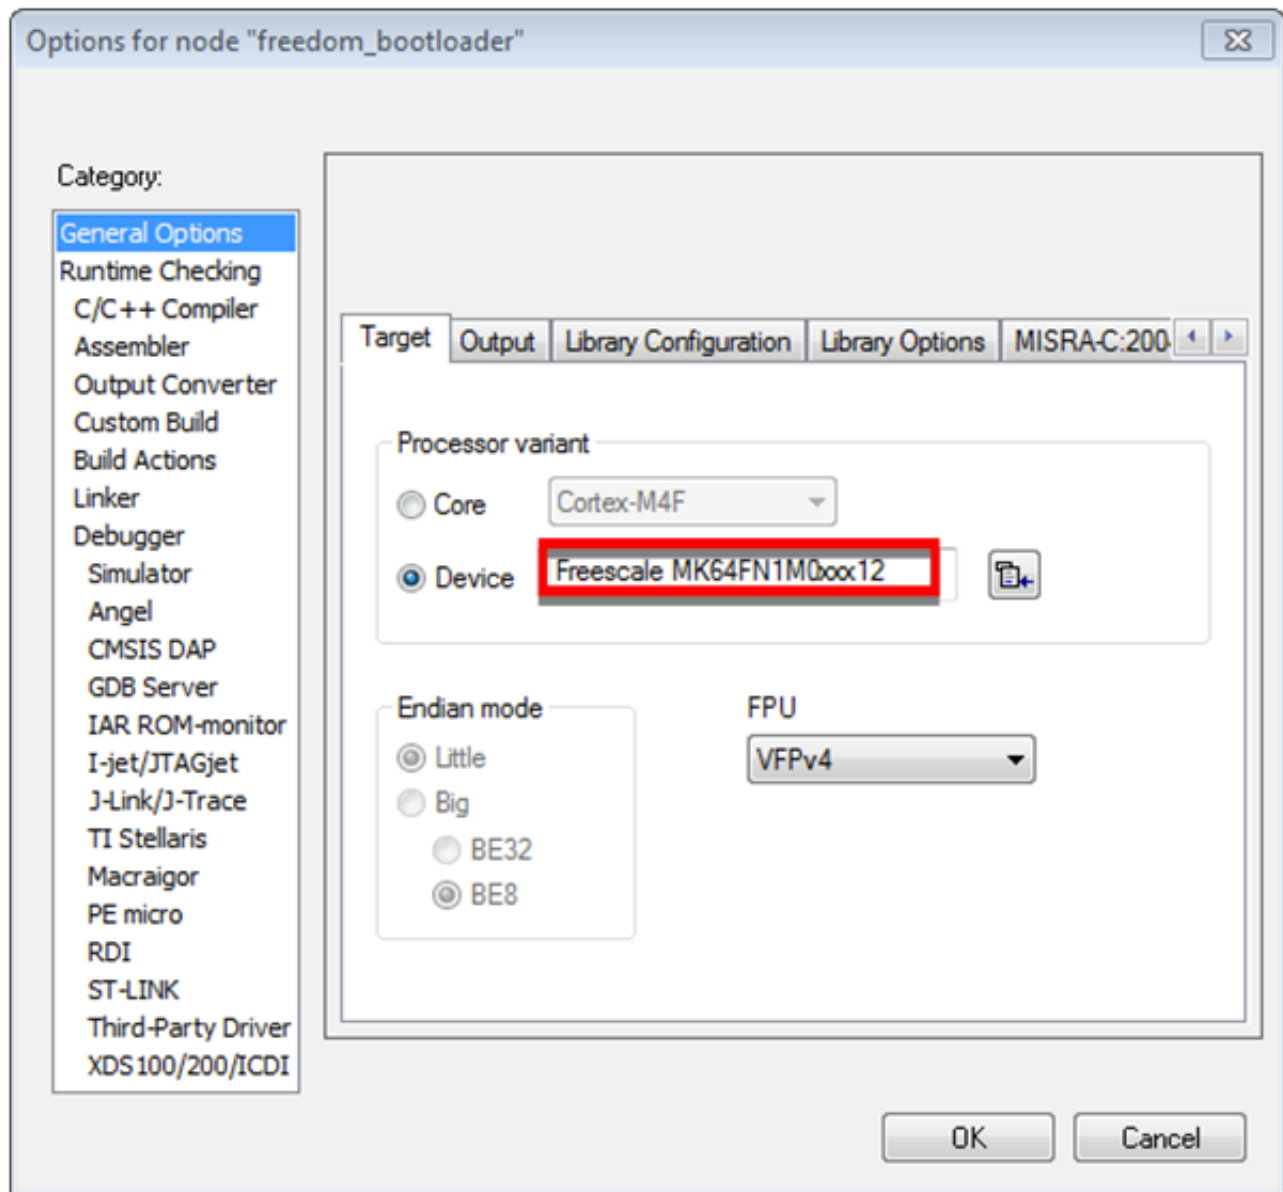 Options for node "freedom_bootloader"
Category:
General Options
Runtime Checking
C/C++ Compiler
Assembler
Output Converter
Custom Build
Build Actions
Linker
Debugger
Simulator
Angel
CMSIS DAP
GDB Server
IAR ROM-monitor
I-jet/JTAGjet
J-Link/J-Trace
TI Stellaris
Macraigor
PE micro
RDI
ST-LINK
Third-Party Driver
XDS100/200/ICDI
Target Output Library Configuration Library Options MISRA-C:200
Processor variant
Core Cortex-M4F
Device Freescale MK64FN1M0xxx12
Endian mode
Little
Big
BE32
BE8
FPU
VFPv4
OK Cancel